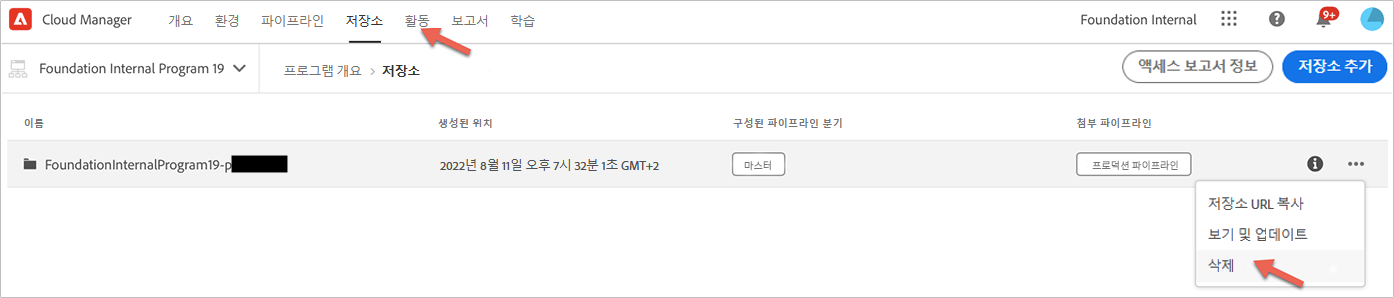 Cloud Manager 개요 환경 파이프라인 저장소 활동 보고서 학습 Foundation Internal 9+
Foundation Internal Program 19 프로그램 개요 > 저장소 액세스 보고서 정보 저장소 추가
이름 생성된 위치 구성된 파이프라인 분기 첨부 파이프라인
FoundationInternalProgram19-p 2022년 8월 11일 오후 7시 32분 1초 GMT+2 마스터 프로덕션 파이프라인
저장소 URL 복사
보기 및 업데이트
삭제